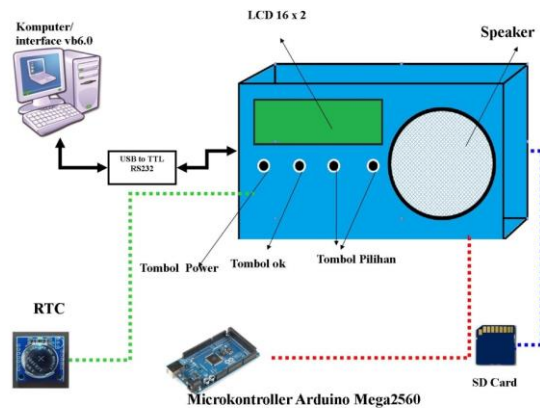 Komputer/
interface vb6.0
LCD 16 x 2
Speaker
USB to TTL
RS232
Tombol Power
Tombol ok
Tombol Pilihan
RTC
Mikrokontroller Arduino Mega2560
SD Card